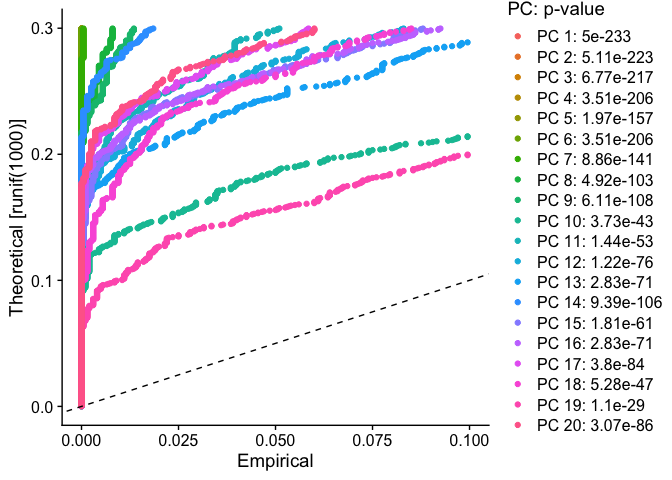 PC: p-value
PC 1: 5e-233
PC 2: 5.11e-223
PC 3: 6.77e-217
PC 4: 3.51e-206
PC 5: 1.97e-157
PC 6: 3.51e-206
PC 7: 8.86e-141
PC 8: 4.92e-103
PC 9: 6.11e-108
PC 10: 3.73e-43
PC 11: 1.44e-53
PC 12: 1.22e-76
PC 13: 2.83e-71
PC 14: 9.39e-106
PC 15: 1.81e-61
PC 16: 2.83e-71
PC 17: 3.8e-84
PC 18: 5.28e-47
PC 19: 1.1e-29
PC 20: 3.07e-86
Theoretical [runif(1000)]
0.3
0.2
0.1
0.0
0.000 0.025 0.050 0.075 0.100
Empirical